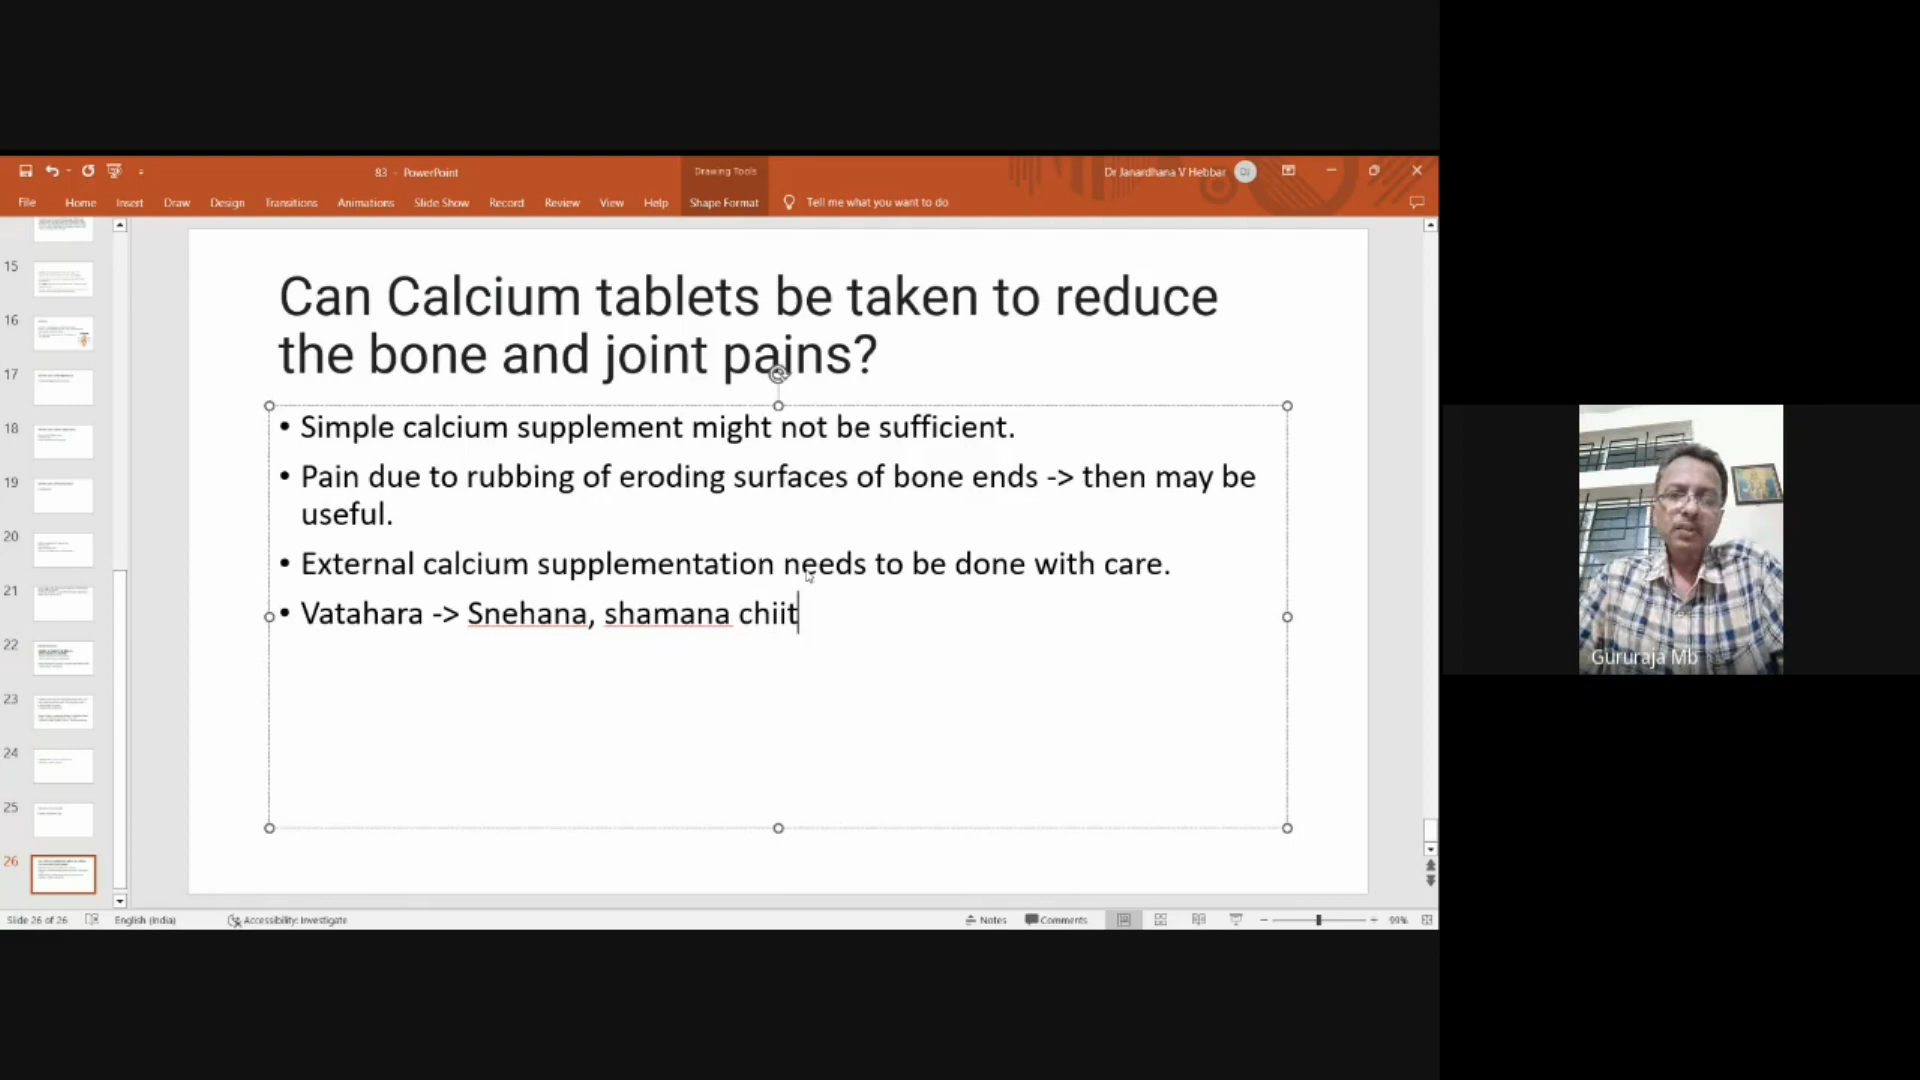 83 - PowerPoint
Drawing Tools
Dr Janardhana V Hebbar
File Home Insert Draw Design Transitions Animations Slide Show Record Review View Help Shape Format Tell me what you want to do
Can Calcium tablets be taken to reduce
the bone and joint pains?
• Simple calcium supplement might not be sufficient.
• Pain due to rubbing of eroding surfaces of bone ends -> then may be
useful.
• External calcium supplementation needs to be done with care.
• Vatahara -> Snehana, shamana chiit
15
16
17
18
19
20
21
22
23
24
25
26
Slide 26 of 26 English (India) Accessibility: Investigate Notes Comments 99%
Gururaja Mb